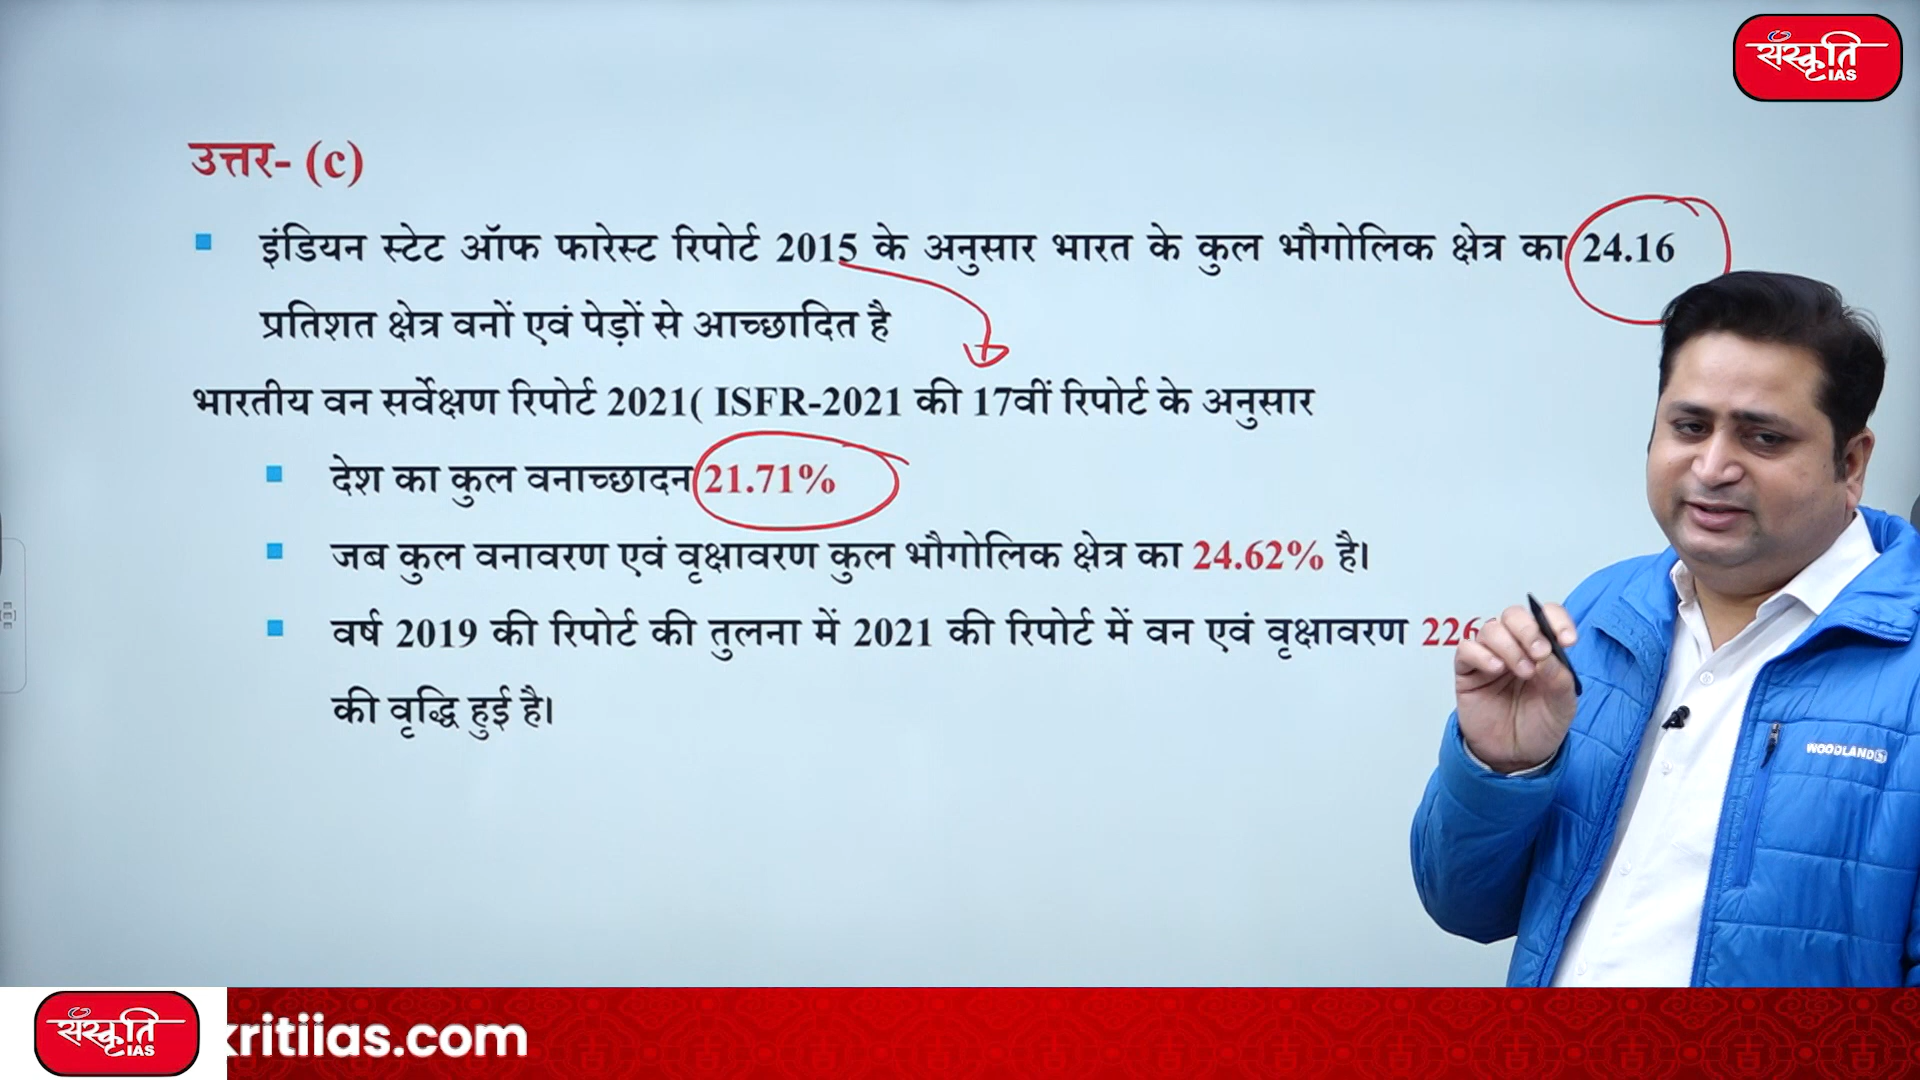 संस्कृति
IAS
उत्तर- (c)
इंडियन स्टेट ऑफ फारेस्ट रिपोर्ट 2015 के अनुसार भारत के कुल भौगोलिक क्षेत्र का 24.16
प्रतिशत क्षेत्र वनों एवं पेड़ों से आच्छादित है
भारतीय वन सर्वेक्षण रिपोर्ट 2021( ISFR-2021 की 17वीं रिपोर्ट के अनुसार
देश का कुल वनाच्छादन 21.71%
जब कुल वनावरण एवं वृक्षावरण कुल भौगोलिक क्षेत्र का 24.62% है।
वर्ष 2019 की रिपोर्ट की तुलना में 2021 की रिपोर्ट में वन एवं वृक्षावरण 226
की वृद्धि हुई है।
WOODLAND
संस्कृति
IAS
kritiias.com